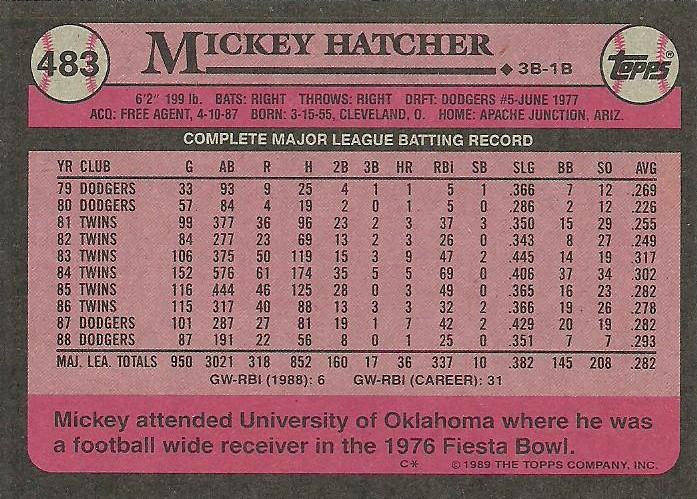 483 MICKEY HATCHER ◆ 3B-1B Topps®
6'2" 199 lb. BATS: RIGHT THROWS: RIGHT DRFT: DODGERS #5-JUNE 1977
ACQ: FREE AGENT, 4-10-87 BORN: 3-15-55, CLEVELAND, O. HOME: APACHE JUNCTION, ARIZ.
COMPLETE MAJOR LEAGUE BATTING RECORD
YR CLUB G AB R H 2B 3B HR RBI SB SLG BB SO AVG
79 DODGERS 33 93 9 25 4 1 1 5 1 .366 7 12 .269
80 DODGERS 57 84 4 19 2 0 1 5 0 .286 2 12 .226
81 TWINS 99 377 36 96 23 2 3 37 3 .350 15 29 .255
82 TWINS 84 277 23 69 13 2 3 26 0 .343 8 27 .249
83 TWINS 106 375 50 119 15 3 9 47 2 .445 14 19 .317
84 TWINS 152 576 61 174 35 5 5 69 0 .406 37 34 .302
85 TWINS 116 444 46 125 28 0 3 49 0 .365 16 23 .282
86 TWINS 115 317 40 88 13 3 3 32 2 .366 19 26 .278
87 DODGERS 101 287 27 81 19 1 7 42 2 .429 20 19 .282
88 DODGERS 87 191 22 56 8 0 1 25 0 .351 7 7 .293
MAJ. LEA. TOTALS 950 3021 318 852 160 17 36 337 10 .382 145 208 .282
GW-RBI (1988): 6 GW-RBI (CAREER): 31
Mickey attended University of Oklahoma where he was
a football wide receiver in the 1976 Fiesta Bowl.
C* © 1989 THE TOPPS COMPANY, INC.